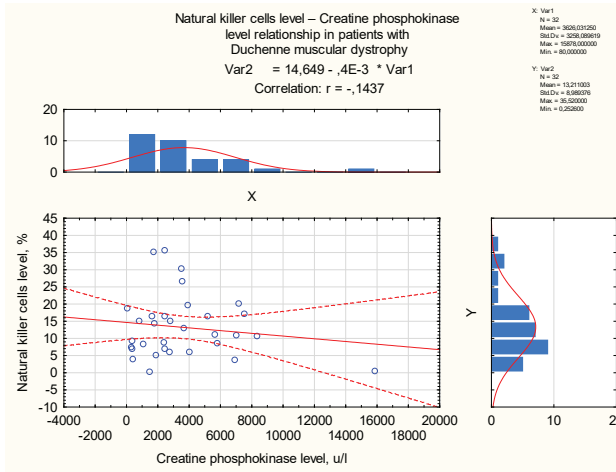 Natural killer cells level – Creatine phosphokinase
level relationship in patients with
Duchenne muscular dystrophy
Var2 = 14,649 - ,4E-3 * Var1
Correlation: r = -,1437
X: Var1
N = 32
Mean = 3626,031250
Std.Dv. = 3258,089619
Max. = 15878,000000
Min. = 80,000000
Y: Var2
N = 32
Mean = 13,211003
Std.Dv. = 8,989376
Max. = 35,520000
Min. = 0,252600
20
10
0
X
Natural killer cells level, %
45
40
35
30
25
20
15
10
5
0
-5
-10
-4000 0 4000 8000 12000 16000 20000
-2000 2000 6000 10000 14000 18000
Creatine phosphokinase level, u/l
Y
0 10 20